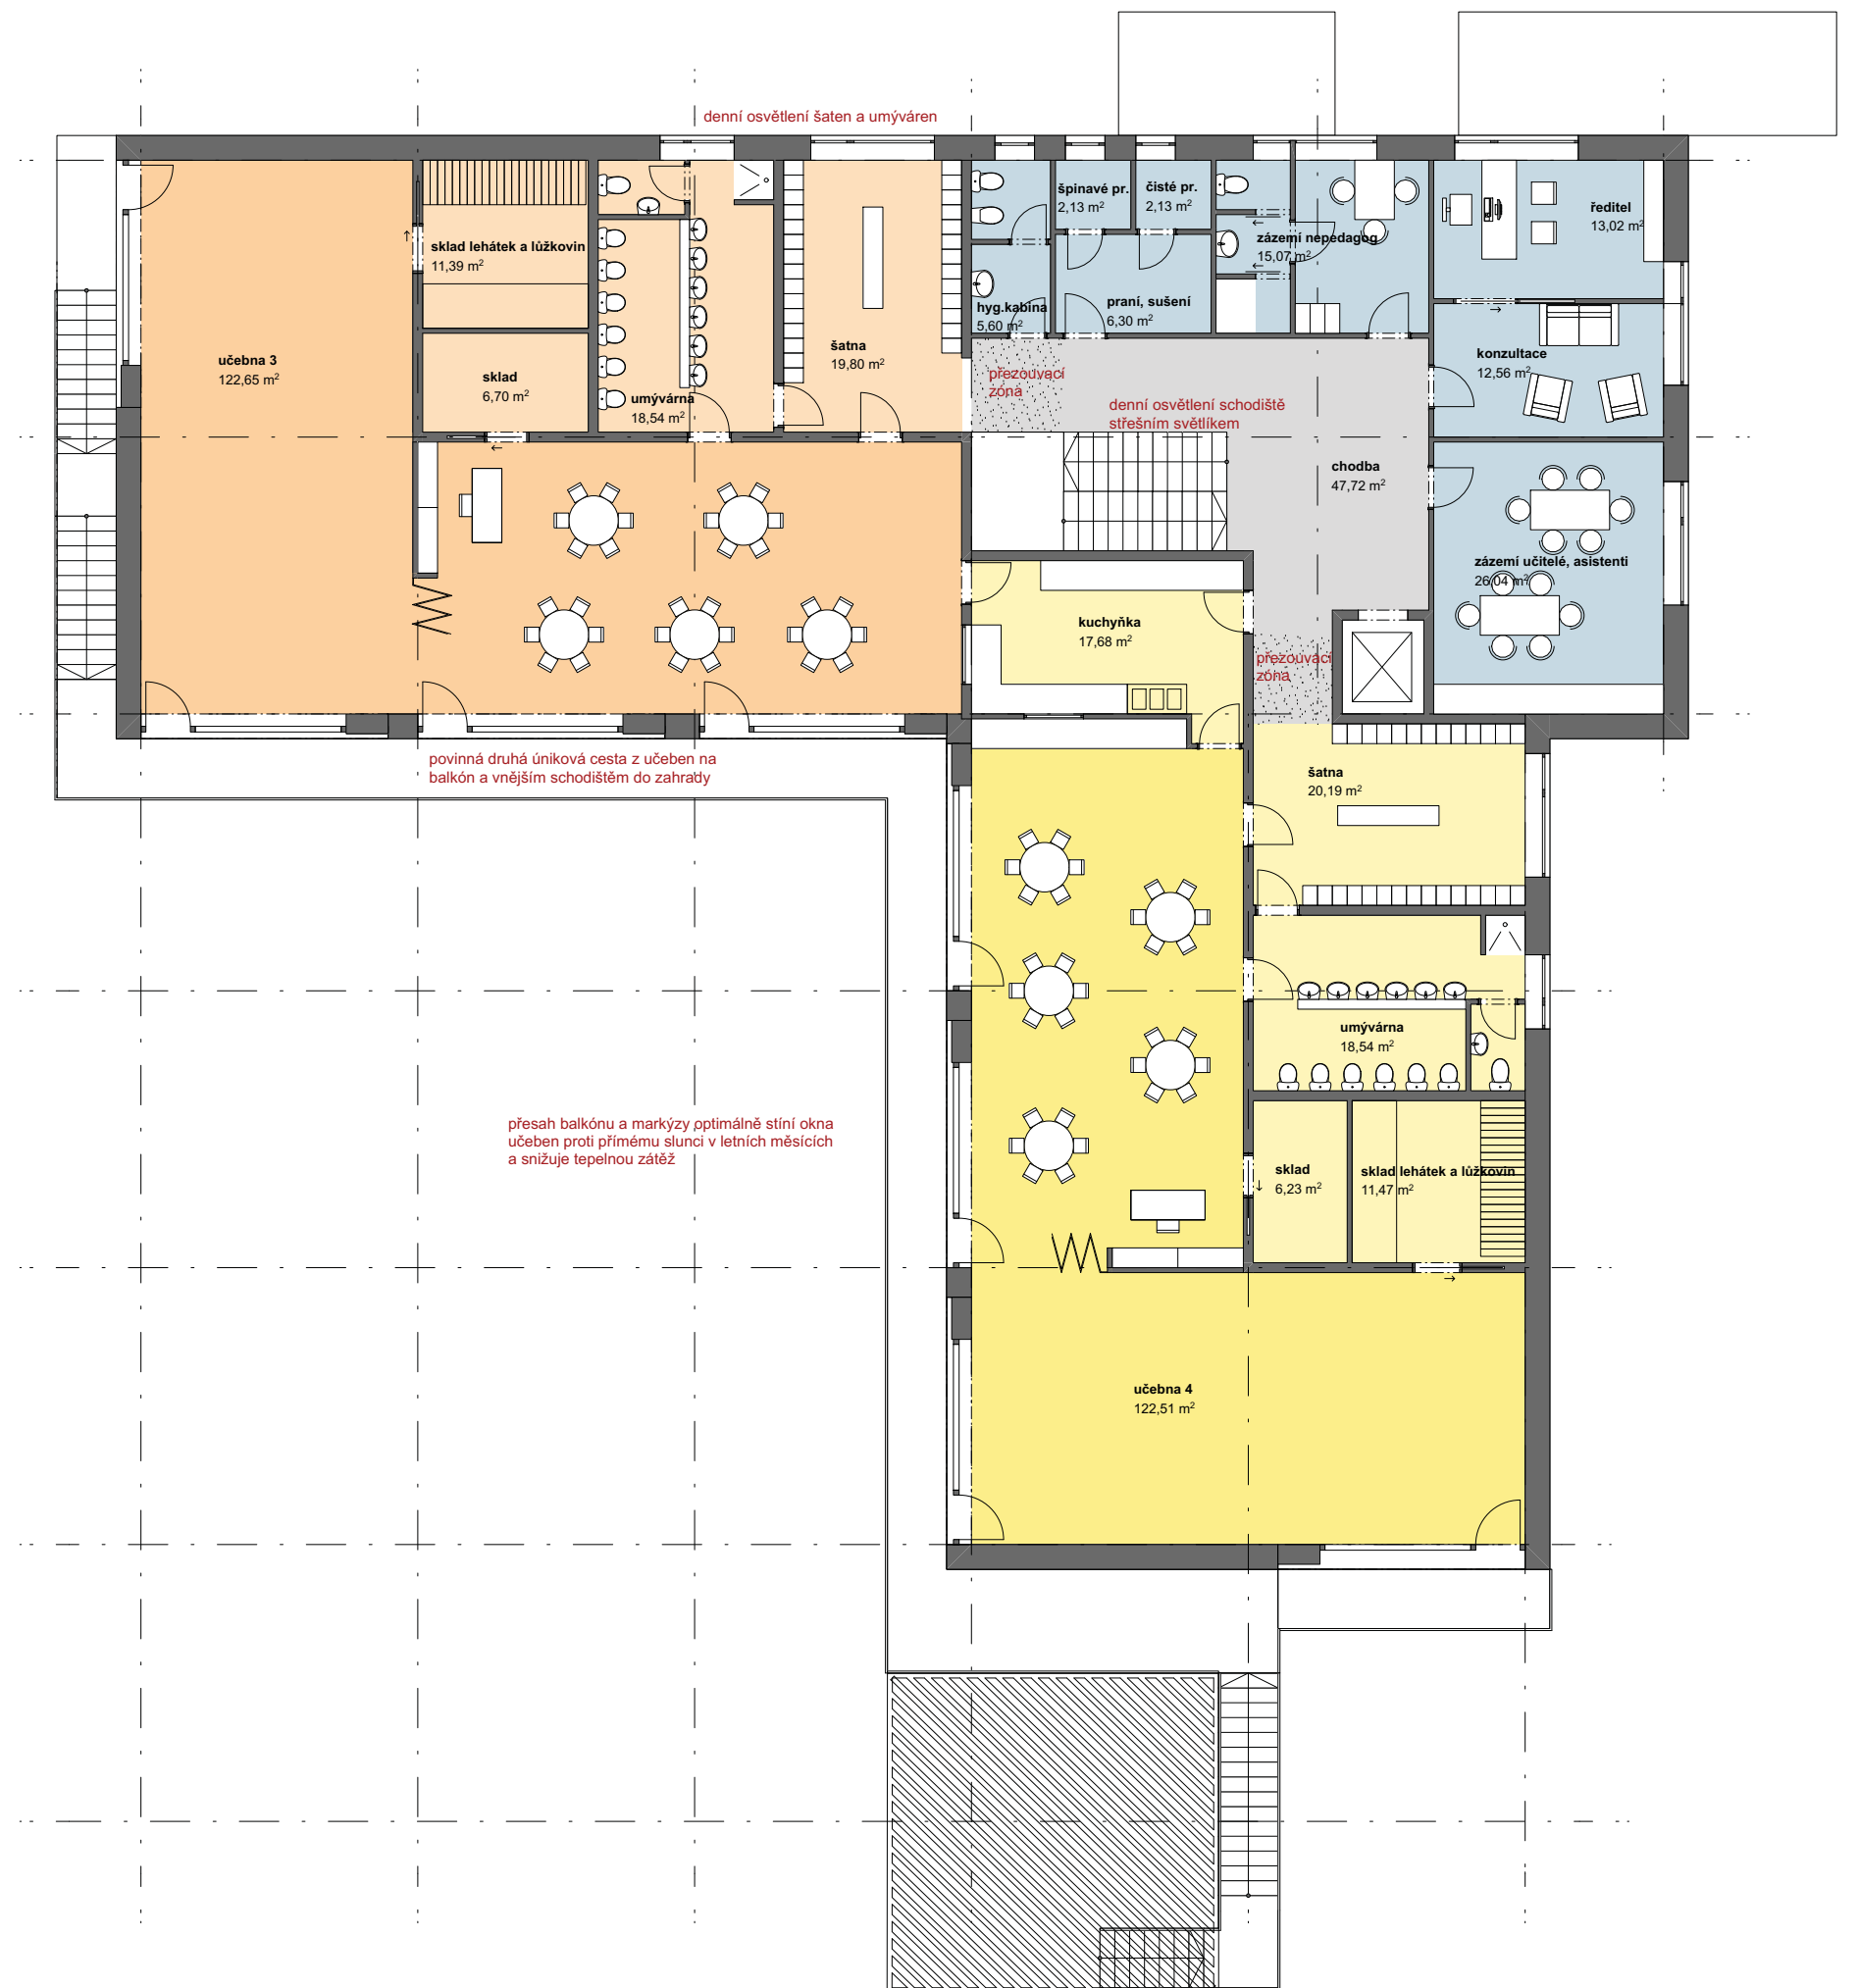 denní osvětlení šaten a umýváren
učebna 3
122,65 m²
sklad lehátek a lůžkovin
11,39 m²
sklad
6,70 m²
umývárna
18,54 m²
šatna
19,80 m²
hyg.kabina
5,60 m²
špinavé pr.
2,13 m²
čisté pr.
2,13 m²
praní, sušení
6,30 m²
zázemí nepedagog
15,07 m²
ředitel
13,02 m²
konzultace
12,56 m²
přezouvací
zóna
denní osvětlení schodiště
střešním světlíkem
chodba
47,72 m²
zázemí učitelé, asistenti
26,04 m²
kuchyňka
17,68 m²
přezouvací
zóna
povinná druhá úniková cesta z učeben na
balkón a vnějším schodištěm do zahrady
šatna
20,19 m²
umývárna
18,54 m²
přesah balkónu a markýzy optimálně stíní okna
učeben proti přímému slunci v letních měsících
a snižuje tepelnou zátěž
sklad
6,23 m²
sklad lehátek a lůžkovin
11,47 m²
učebna 4
122,51 m²